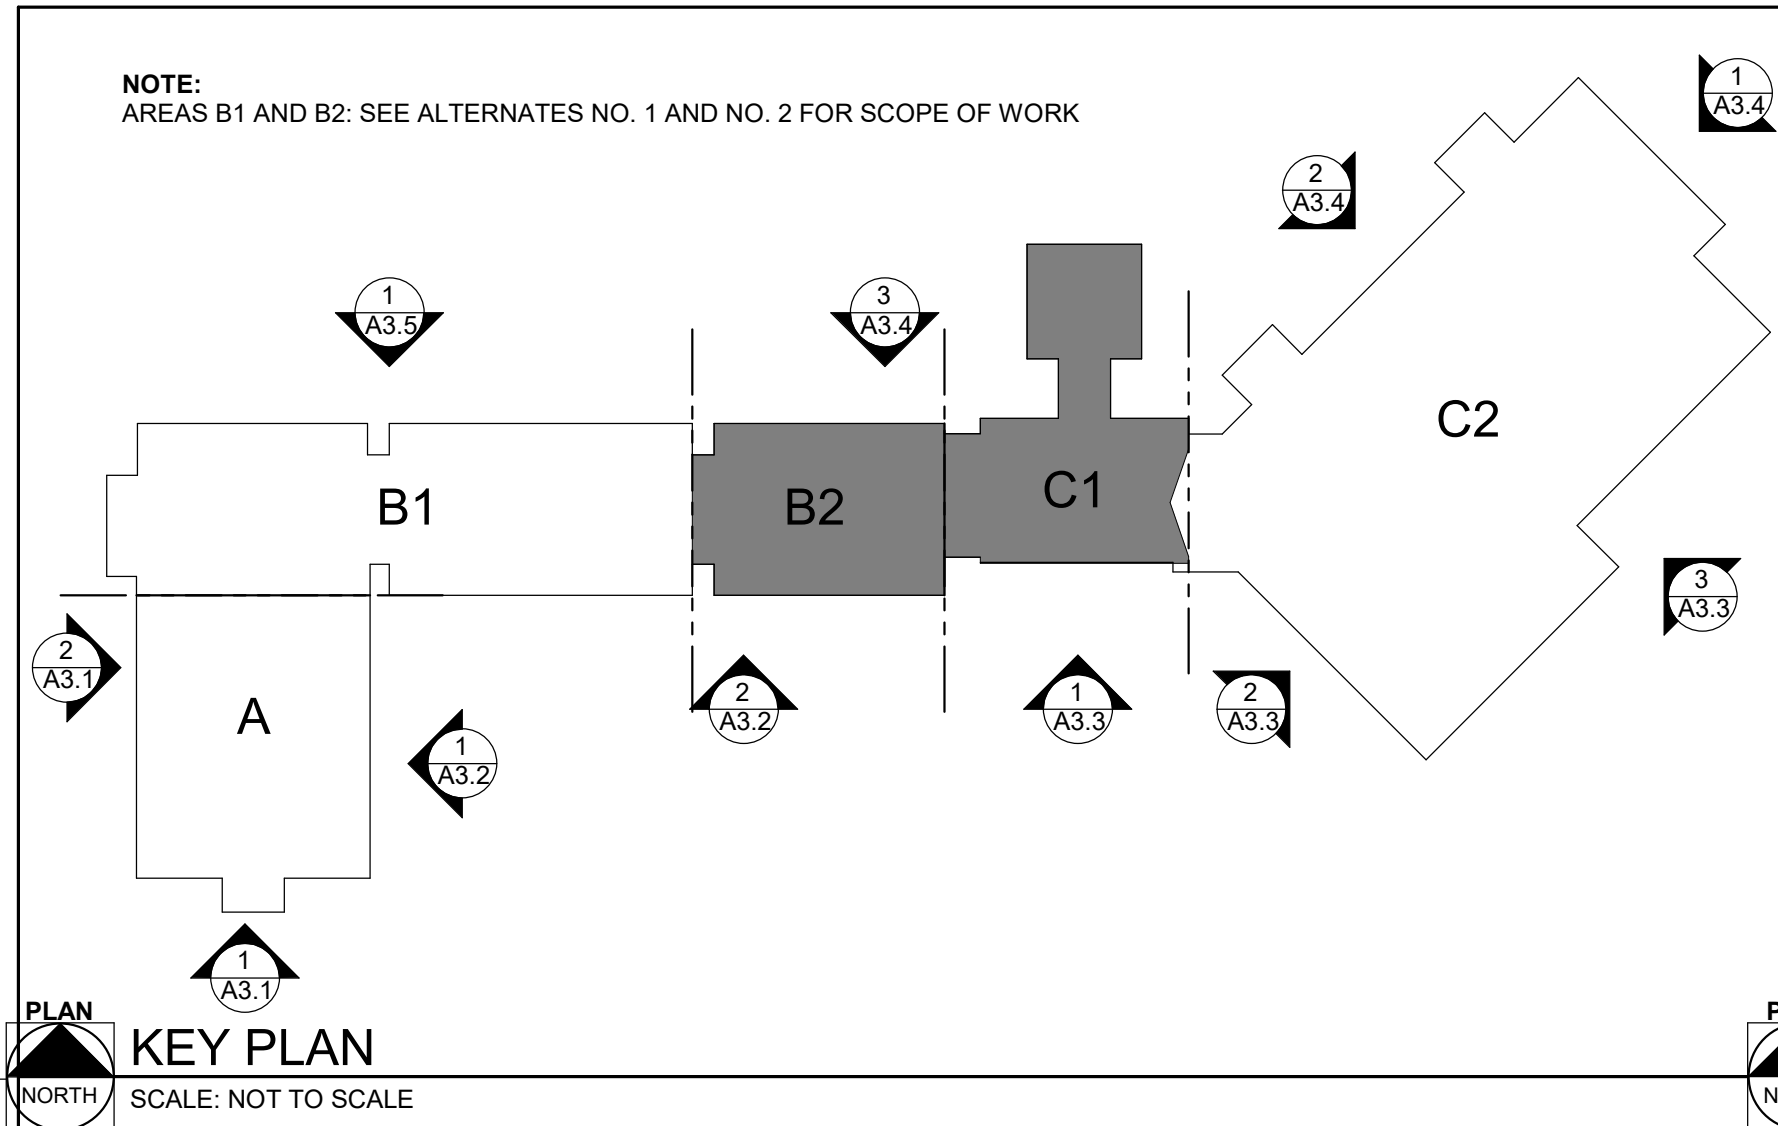 NOTE:
AREAS B1 AND B2: SEE ALTERNATES NO. 1 AND NO. 2 FOR SCOPE OF WORK
1
A3.4
2
A3.4
1
A3.5
3
A3.4
C2
B1
B2
C1
3
A3.3
2
A3.1
A
2
A3.2
1
A3.3
2
A3.3
1
A3.2
1
A3.1
PLAN
NORTH
KEY PLAN
SCALE: NOT TO SCALE
P
N